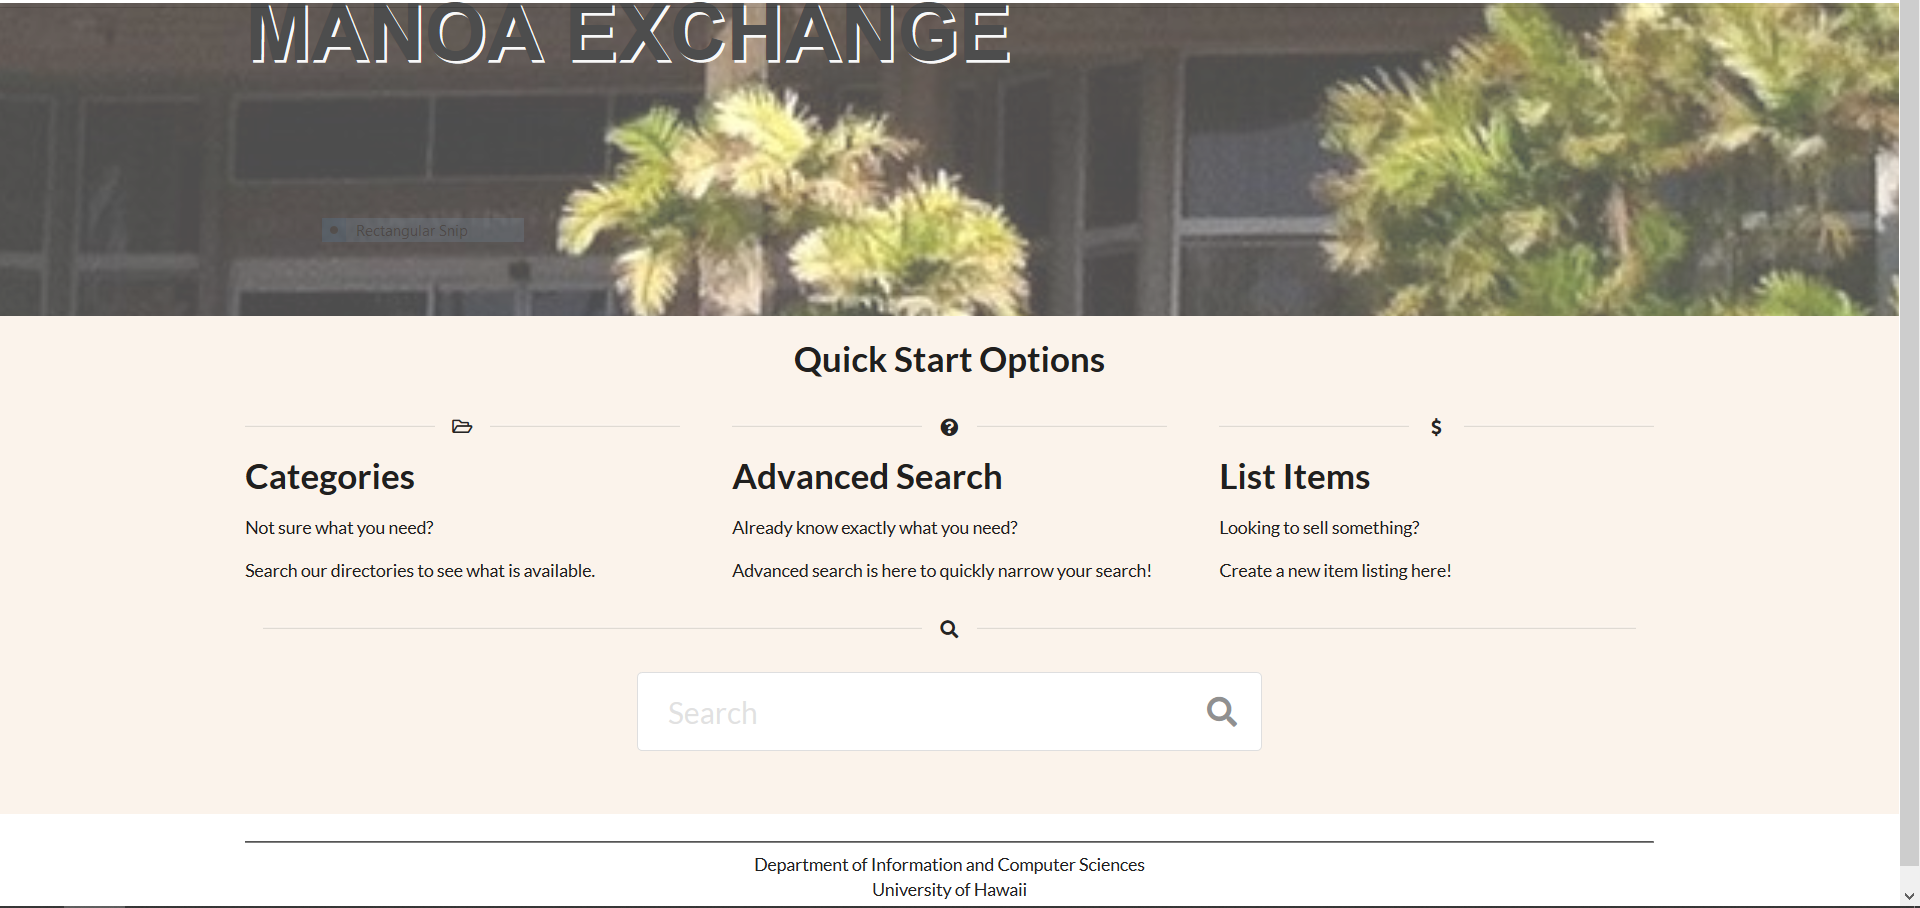 MANOA EXCHANGE
Rectangular Snip
Quick Start Options
Categories
Not sure what you need?
Search our directories to see what is available.
Advanced Search
Already know exactly what you need?
Advanced search is here to quickly narrow your search!
List Items
Looking to sell something?
Create a new item listing here!
Search
Department of Information and Computer Sciences
University of Hawaii